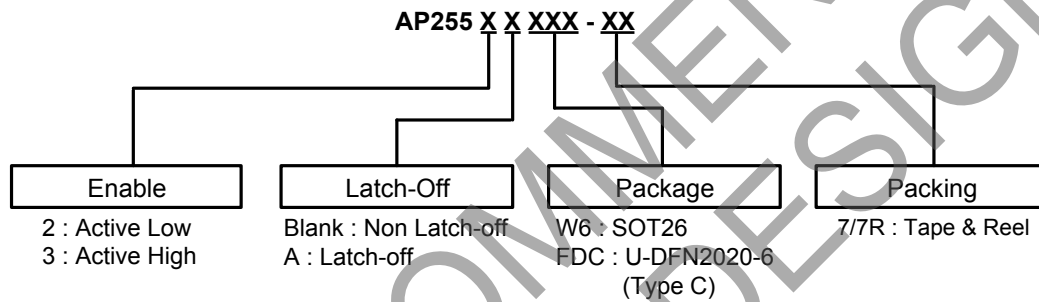 AP255 X X XXX - XX
Enable
Latch-Off
Package
Packing
2 : Active Low
3 : Active High
Blank : Non Latch-off
A : Latch-off
W6 : SOT26
FDC : U-DFN2020-6
(Type C)
7/7R : Tape & Reel